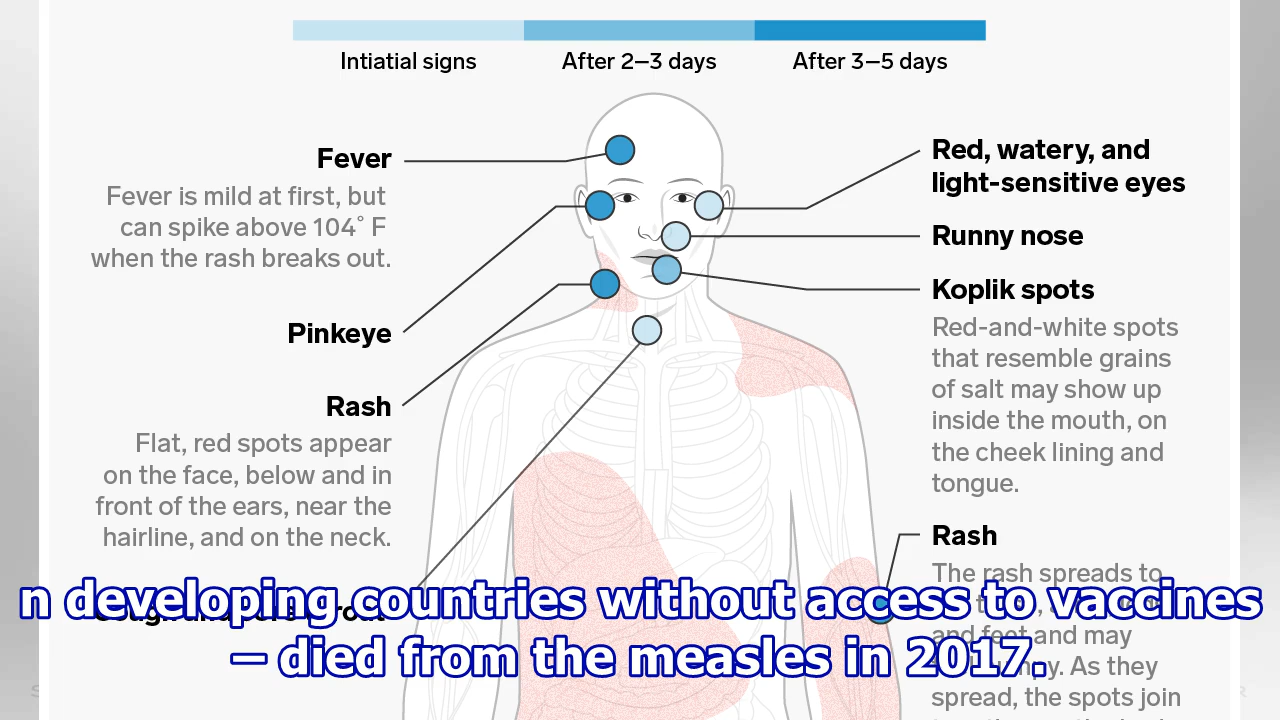 Intiatial signs
After 2–3 days
After 3–5 days
Fever
Fever is mild at first, but
can spike above 104° F
when the rash breaks out.
Pinkeye
Rash
Flat, red spots appear
on the face, below and in
front of the ears, near the
hairline, and on the neck.
Red, watery, and
light-sensitive eyes
Runny nose
Koplik spots
Red-and-white spots
that resemble grains
of salt may show up
inside the mouth, on
the cheek lining and
tongue.
Rash
The rash spreads to
and feet and may
As they
spread, the spots join
n developing countries without access to vaccines
– died from the measles in 2017.